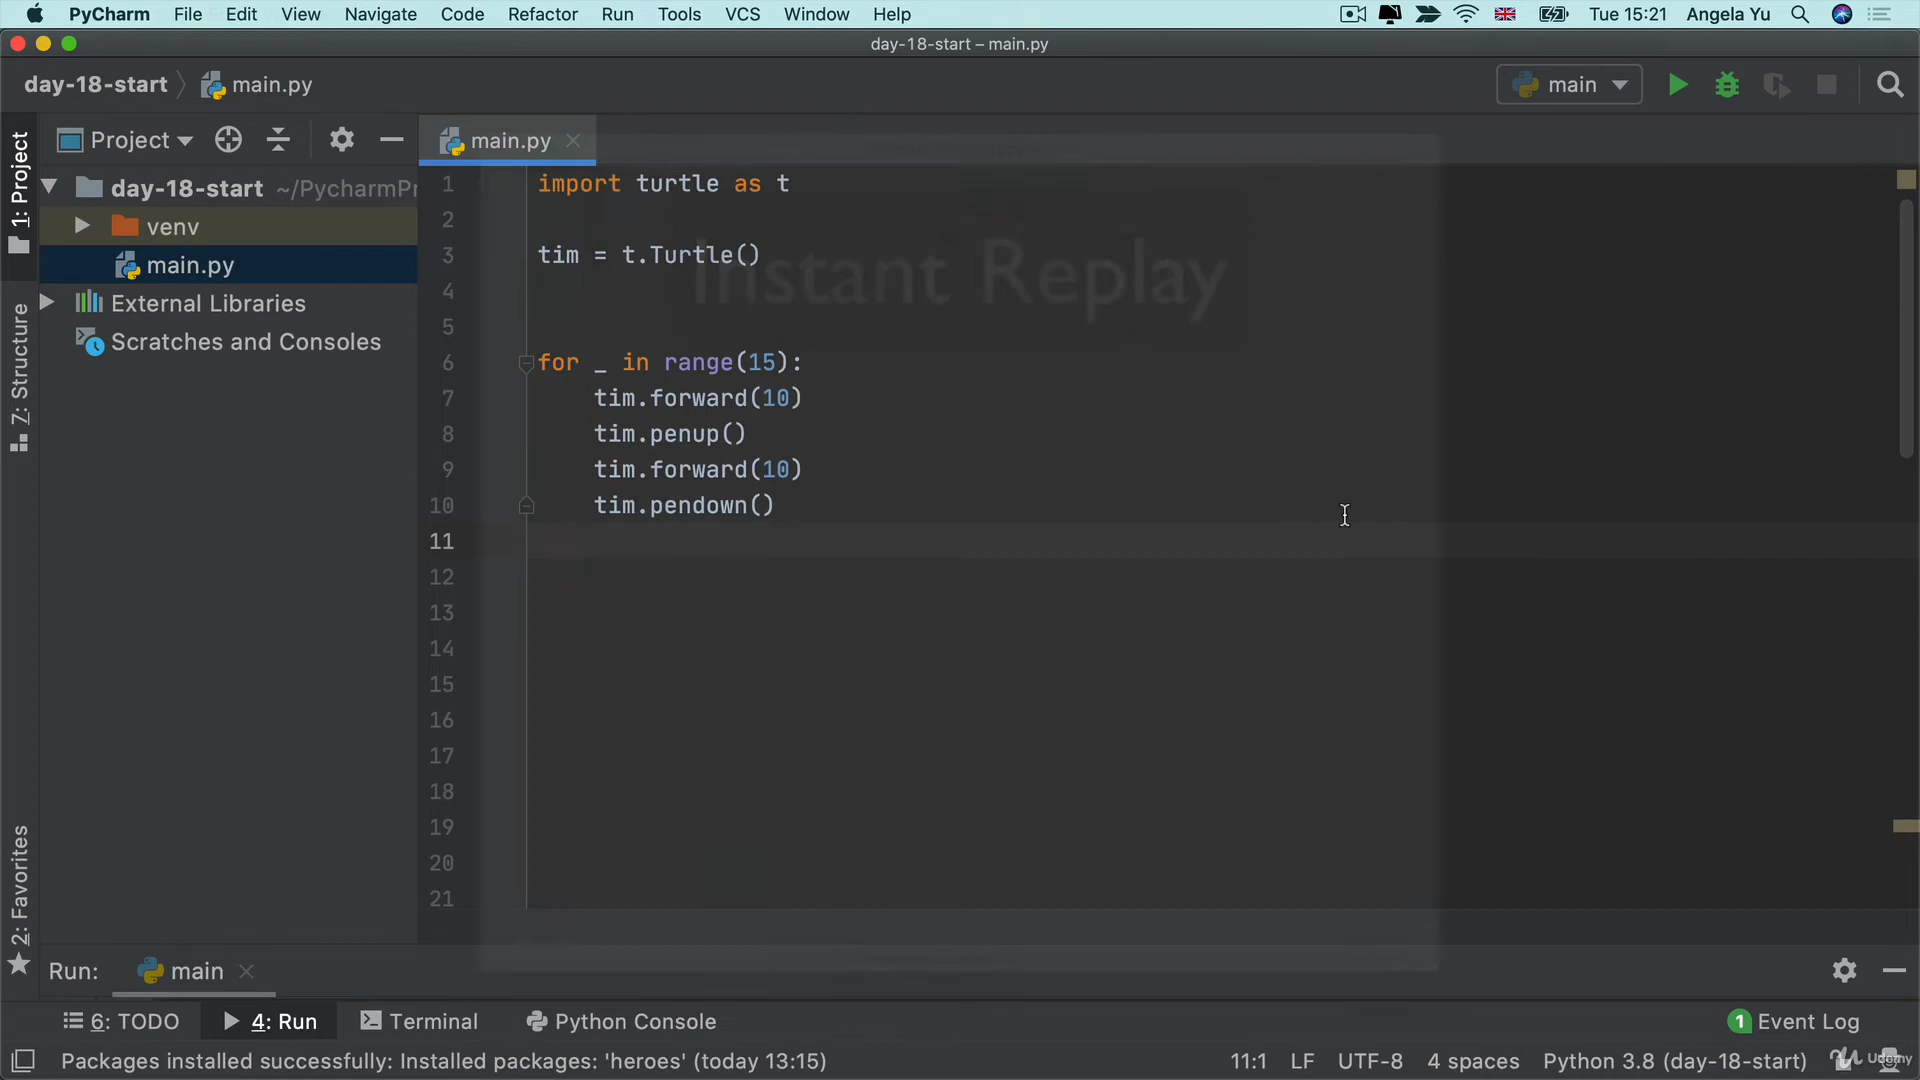 PyCharm File Edit View Navigate Code Refactor Run Tools VCS Window Help Tue 15:21 Angela Yu
day-18-start – main.py
day-18-start main.py main
1: Project
Project
main.py
day-18-start ~/PycharmPr
venv
main.py
External Libraries
Scratches and Consoles
7: Structure
2: Favorites
1 import turtle as t
2
3 tim = t.Turtle()
4
5
6 for _ in range(15):
7 tim.forward(10)
8 tim.penup()
9 tim.forward(10)
10 tim.pendown()
11
12
13
14
15
16
17
18
19
20
21
Instant Replay
Run: main
6: TODO 4: Run Terminal Python Console 1 Event Log
Packages installed successfully: Installed packages: 'heroes' (today 13:15) 11:1 LF UTF-8 4 spaces Python 3.8 (day-18-start)
Udemy